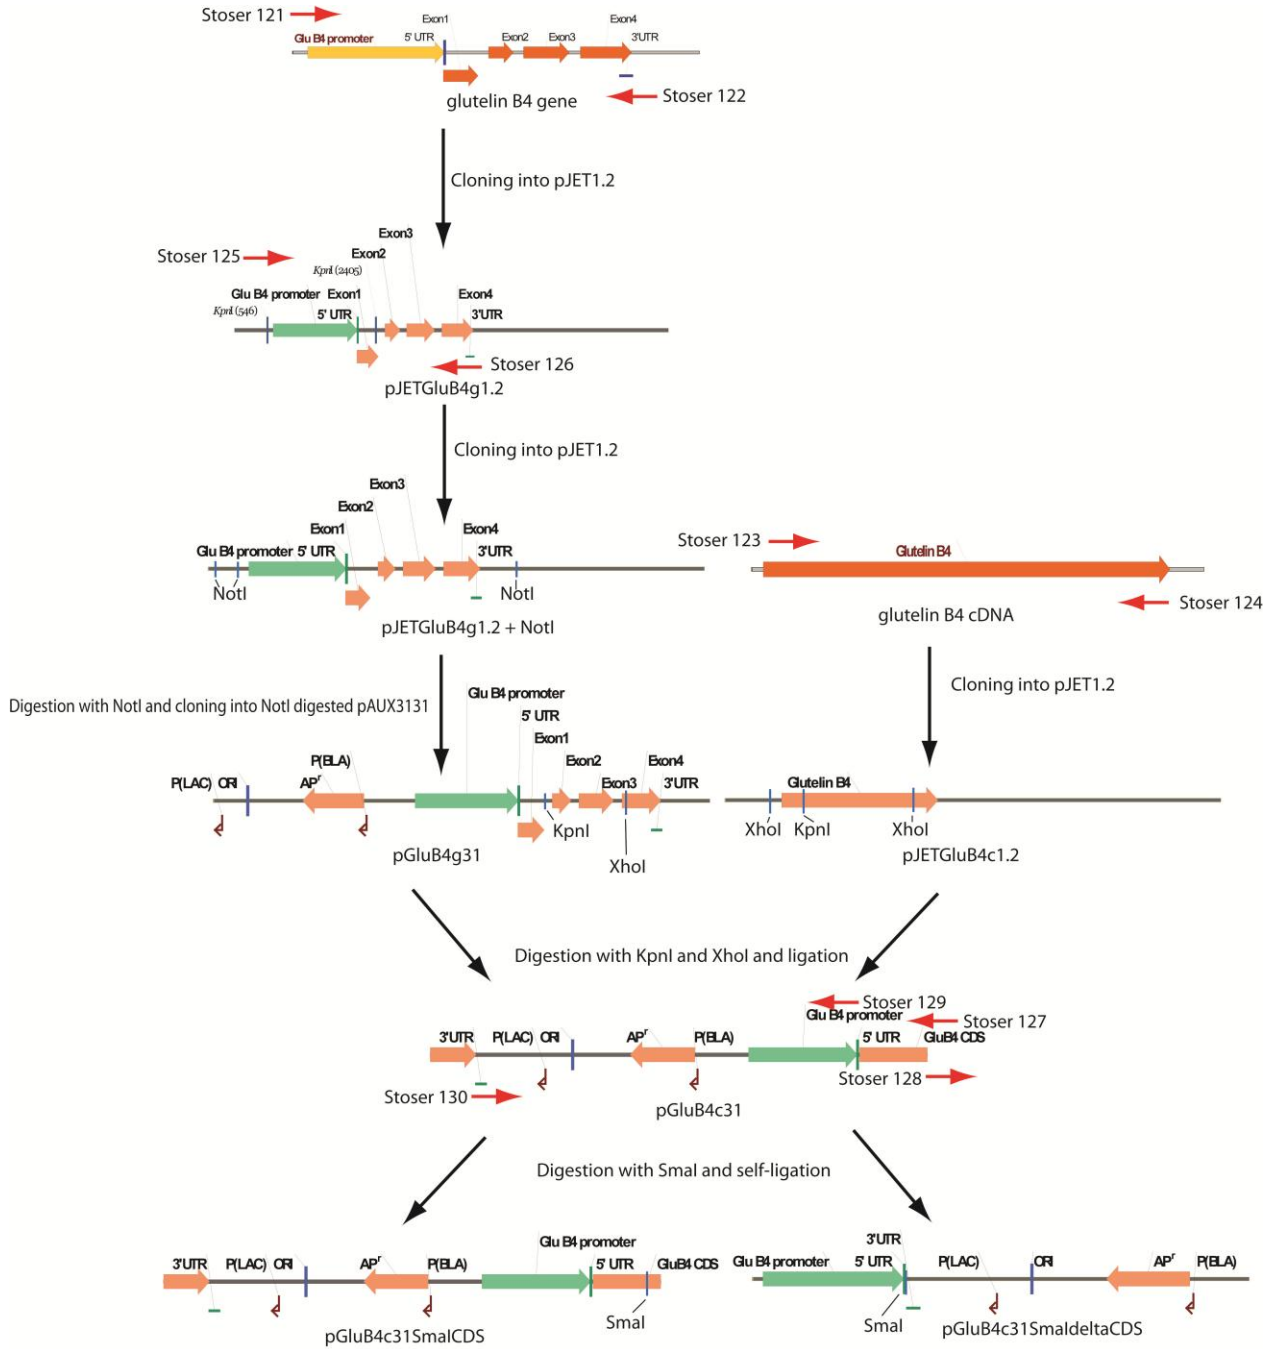 Stoser 121
Exon1
Exon4
Glu B4 promoter
5' UTR
Exon2
Exon3
3'UTR
glutelin B4 gene
Stoser 122
Cloning into pJET1.2
Exon3
Stoser 125
Exon2
KpnI (2405)
Glu B4 promoter
Exon1
Exon4
KpnI (546)
5' UTR
3'UTR
Stoser 126
pJETGluB4g1.2
Cloning into pJET1.2
Exon3
Exon2
Exon1
Exon4
Glu B4 promoter
5' UTR
3'UTR
NotI
NotI
pJETGluB4g1.2 + NotI
Stoser 123
Glutelin B4
Stoser 124
glutelin B4 cDNA
Cloning into pJET1.2
Digestion with NotI and cloning into NotI digested pAUX3131
Glu B4 promoter
5' UTR
Exon1
P(BLA)
Exon2
Exon4
P(LAC)
ORI
APr
Exon3
3'UTR
KpnI
XhoI
pGluB4g31
Glutelin B4
XhoI
KpnI
XhoI
pJETGluB4c1.2
Digestion with KpnI and XhoI and ligation
Stoser 129
Glu B4 promoter
Stoser 127
3'UTR
P(LAC)
ORI
APr
P(BLA)
5' UTR
GluB4 CDS
Stoser 128
Stoser 130
pGluB4c31
Digestion with SmaI and self-ligation
Glu B4 promoter
3'UTR
P(LAC)
ORI
APr
P(BLA)
5' UTR
GluB4 CDS
SmaI
pGluB4c31SmaICDS
3'UTR
Glu B4 promoter
5' UTR
P(LAC)
ORI
APr
P(BLA)
SmaI
pGluB4c31SmaIdeltaCDS